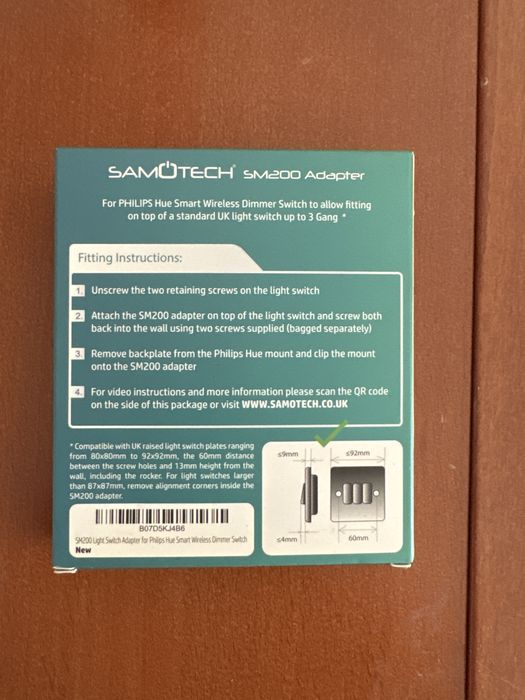 SAMOTECH SM200 Adapter
For PHILIPS Hue Smart Wireless Dimmer Switch to allow fitting
on top of a standard UK light switch up to 3 Gang *
Fitting Instructions:
1. Unscrew the two retaining screws on the light switch
2. Attach the SM200 adapter on top of the light switch and screw both
back into the wall using two screws supplied (bagged separately)
3. Remove backplate from the Philips Hue mount and clip the mount
onto the SM200 adapter
4. For video instructions and more information please scan the QR code
on the side of this package or visit WWW.SAMOTECH.CO.UK
* Compatible with UK raised light switch plates ranging
from 80x80mm to 92x92mm, the 60mm distance
between the screw holes and 13mm height from the
wall, including the rocker. For light switches larger
than 87x87mm, remove alignment corners inside the
SM200 adapter.
B07D5KJ4B6
SM200 Light Switch Adapter for Philips Hue Smart Wireless Dimmer Switch
New
≤9mm
≤92mm
≤4mm
60mm